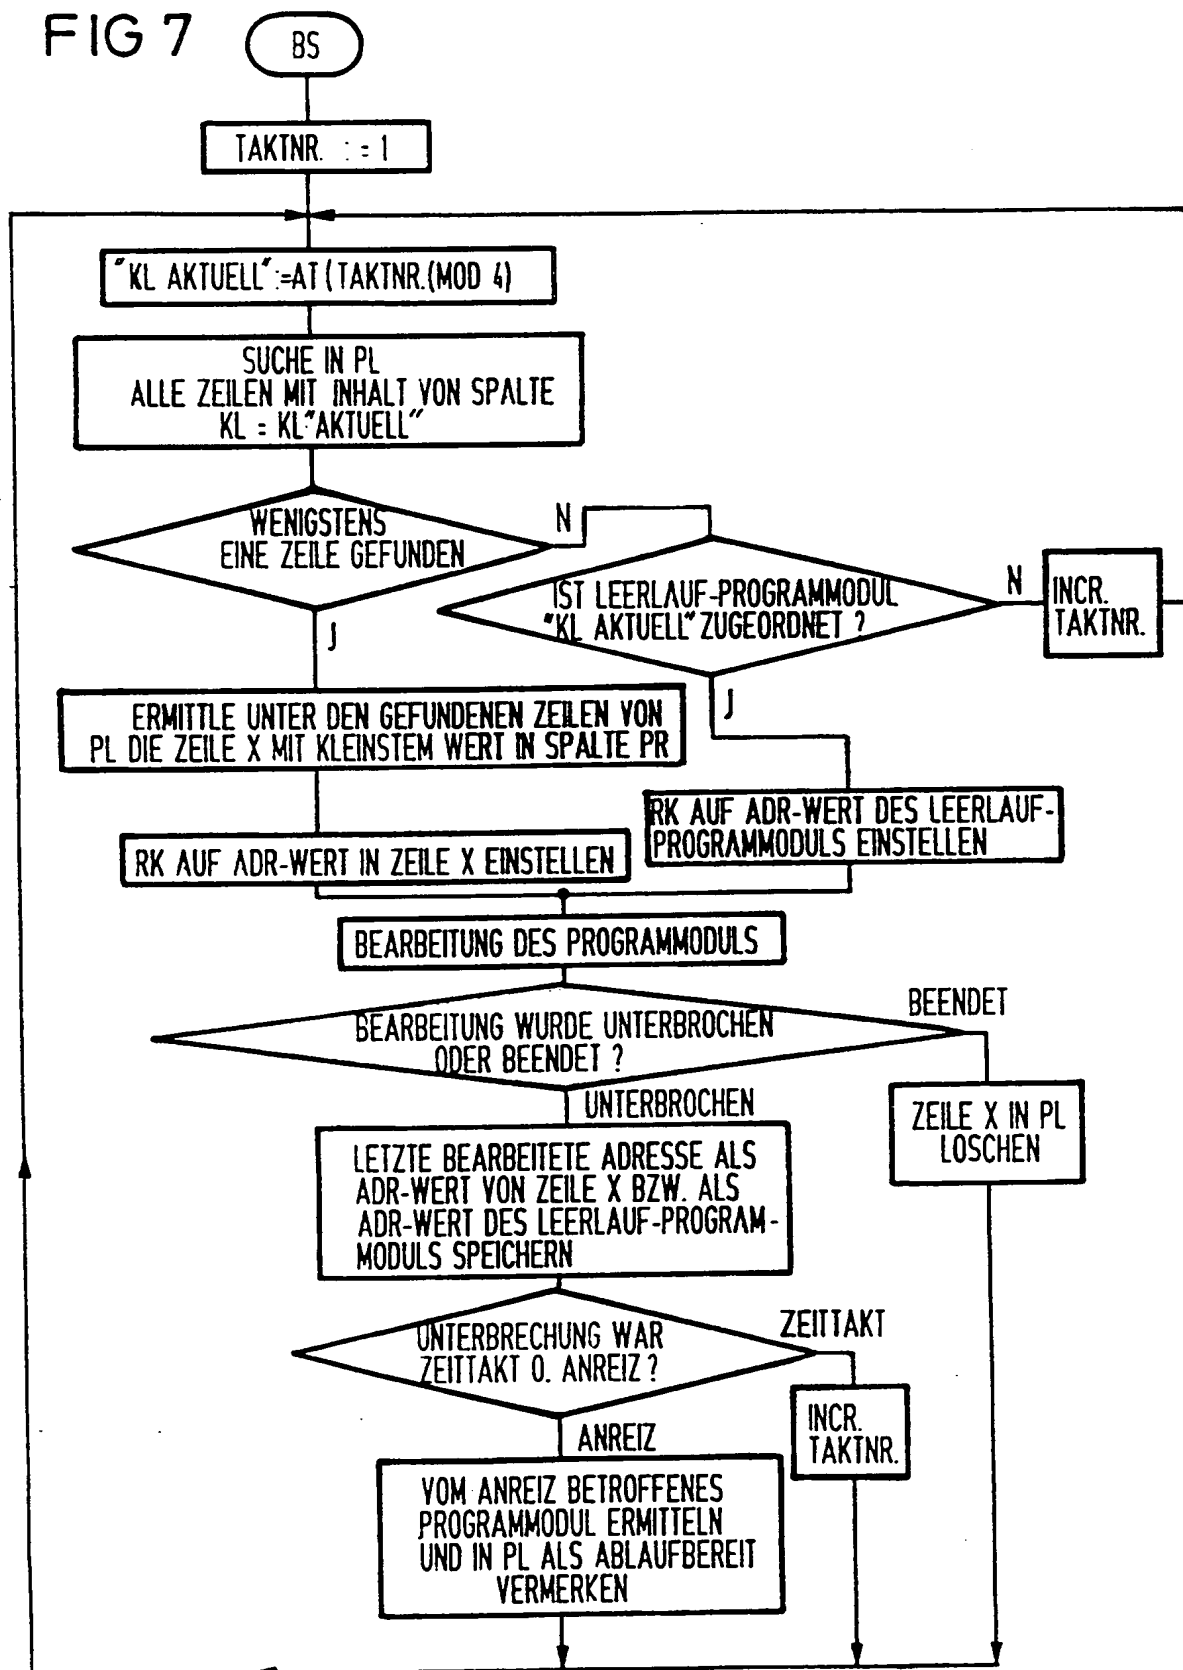 FIG 7
BS
TAKTNR. := 1
"KL AKTUELL":=AT(TAKTNR.(MOD 4)
SUCHE IN PL
ALLE ZEILEN MIT INHALT VON SPALTE
KL = KL"AKTUELL"
WENIGSTENS
EINE ZEILE GEFUNDEN
N
J
IST LEERLAUF-PROGRAMMODUL
"KL AKTUELL" ZUGEORDNET ?
N
J
INCR.
TAKTNR.
ERMITTLE UNTER DEN GEFUNDENEN ZEILEN VON
PL DIE ZEILE X MIT KLEINSTEM WERT IN SPALTE PR
RK AUF ADR-WERT DES LEERLAUF-
PROGRAMMODULS EINSTELLEN
RK AUF ADR-WERT IN ZEILE X EINSTELLEN
BEARBEITUNG DES PROGRAMMODULS
BEARBEITUNG WURDE UNTERBROCHEN
ODER BEENDET ?
BEENDET
UNTERBROCHEN
ZEILE X IN PL
LOSCHEN
LETZTE BEARBEITETE ADRESSE ALS
ADR-WERT VON ZEILE X BZW. ALS
ADR-WERT DES LEERLAUF-PROGRAM-
MODULS SPEICHERN
UNTERBRECHUNG WAR
ZEITTAKT O. ANREIZ ?
ZEITTAKT
ANREIZ
INCR.
TAKTNR.
VOM ANREIZ BETROFFENES
PROGRAMMODUL ERMITTELN
UND IN PL ALS ABLAUFBEREIT
VERMERKEN